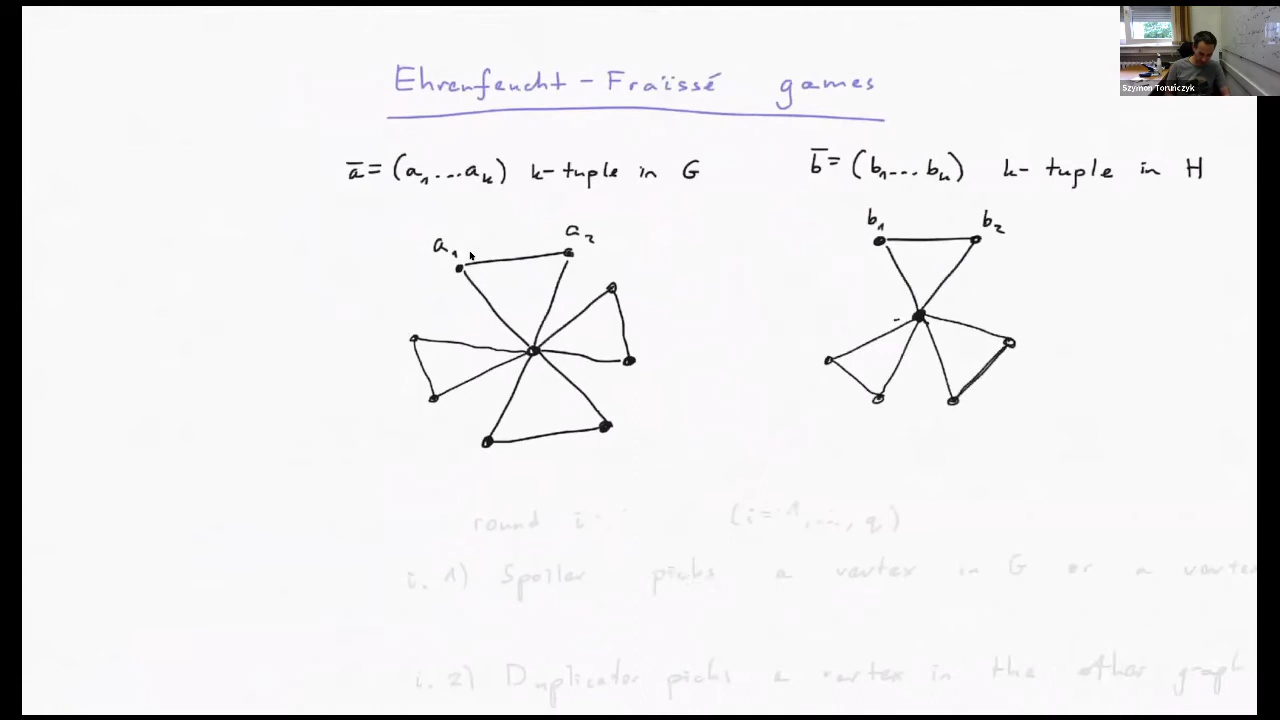 Szymon Toruńczyk
Ehrenfeucht-Fraïssé games
ā = (a₁...aₖ) k-tuple in G
b̄ = (b₁...bₖ) k-tuple in H
a₁
a₂
b₁
b₂
round i (i=1,...,q)
i. 1) Spoiler picks a vertex in G or a vertex
i. 2) Duplicator picks a vertex in the other graph